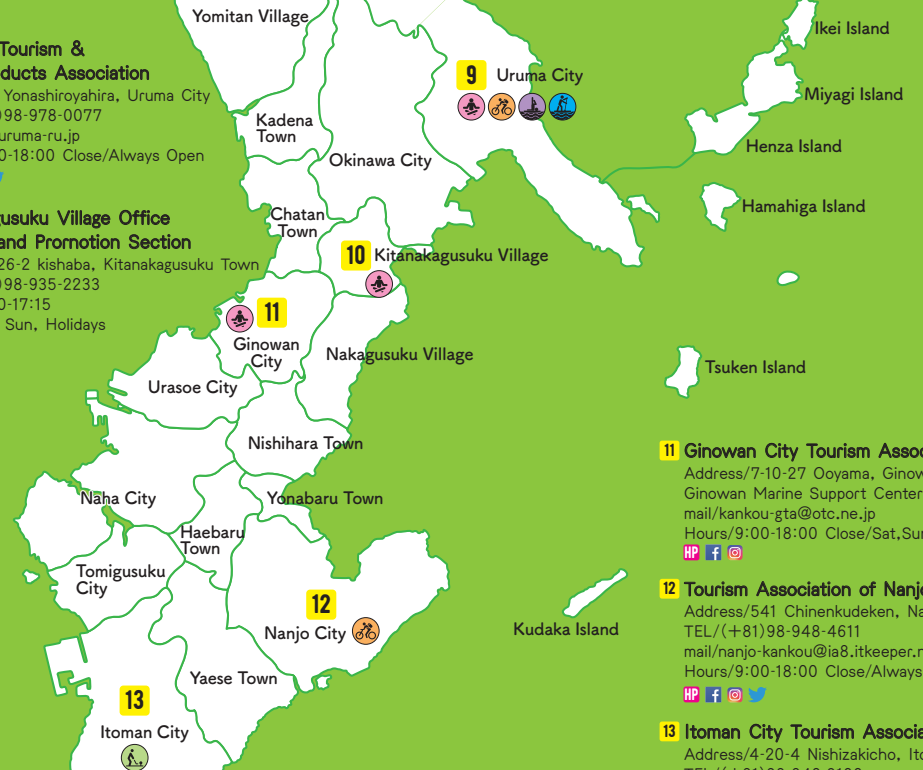 Yomitan Village
Ikei Island
Tourism &
ducts Association
Yonashiroyahira, Uruma City
)98-978-0077
uruma-ru.jp
0-18:00 Close/Always Open
9 Uruma City
Miyagi Island
Kadena
Town
Henza Island
Okinawa City
Hamahiga Island
gusuku Village Office
and Prornotion Section
26-2 kishaba, Kitanakagusuku Town
)98-935-2233
0-17:15
Sun, Holidays
Chatan
Town
10 Kitanakagusuku Village
11
Ginowan
City
Nakagusuku Village
Urasoe City
Tsuken Island
Nishihara Town
Naha City
Yonabaru Town
Haebaru
Town
Tomigusuku
City
12
Nanjo City
Kudaka Island
Yaese Town
13
Itoman City
11 Ginowan City Tourism Assoc
Address/7-10-27 Ooyama, Ginow
Ginowan Marine Support Center
mail/kankou-gta@otc.ne.jp
Hours/9:00-18:00 Close/Sat,Sun
HP
12 Tourism Association of Nanjo
Address/541 Chinenkudeken, Na
TEL/(+81)98-948-4611
mail/nanjo-kankou@ia8.itkeeper.n
Hours/9:00-18:00 Close/Always
HP
13 Itoman City Tourism Associa
Address/4-20-4 Nishizakicho, Ito